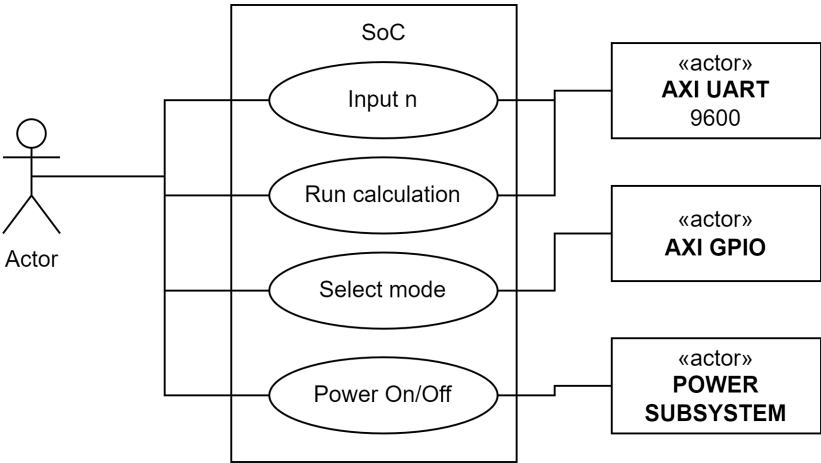 SoC
Input n
Run calculation
Select mode
Power On/Off
Actor
«actor»
AXI UART
9600
«actor»
AXI GPIO
«actor»
POWER
SUBSYSTEM